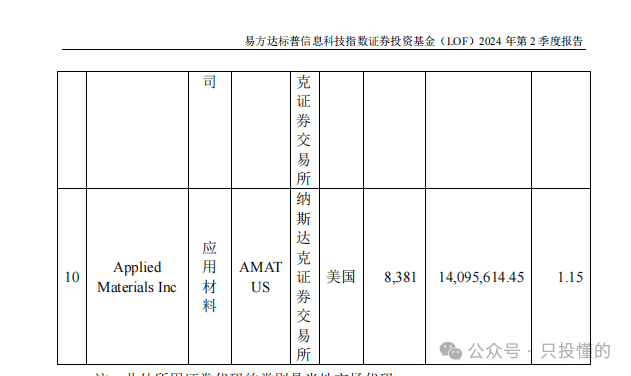 易方达标普信息科技指数证券投资基金（LOF）2024 年第 2 季度报告
司
克
证
券
交
易
所
10
Applied
Materials Inc
应
用
材
料
AMAT
US
纳
斯
达
克
证
券
交
易
所
美国
8,381
14,095,614.45
1.15
公众号 · 只投懂的